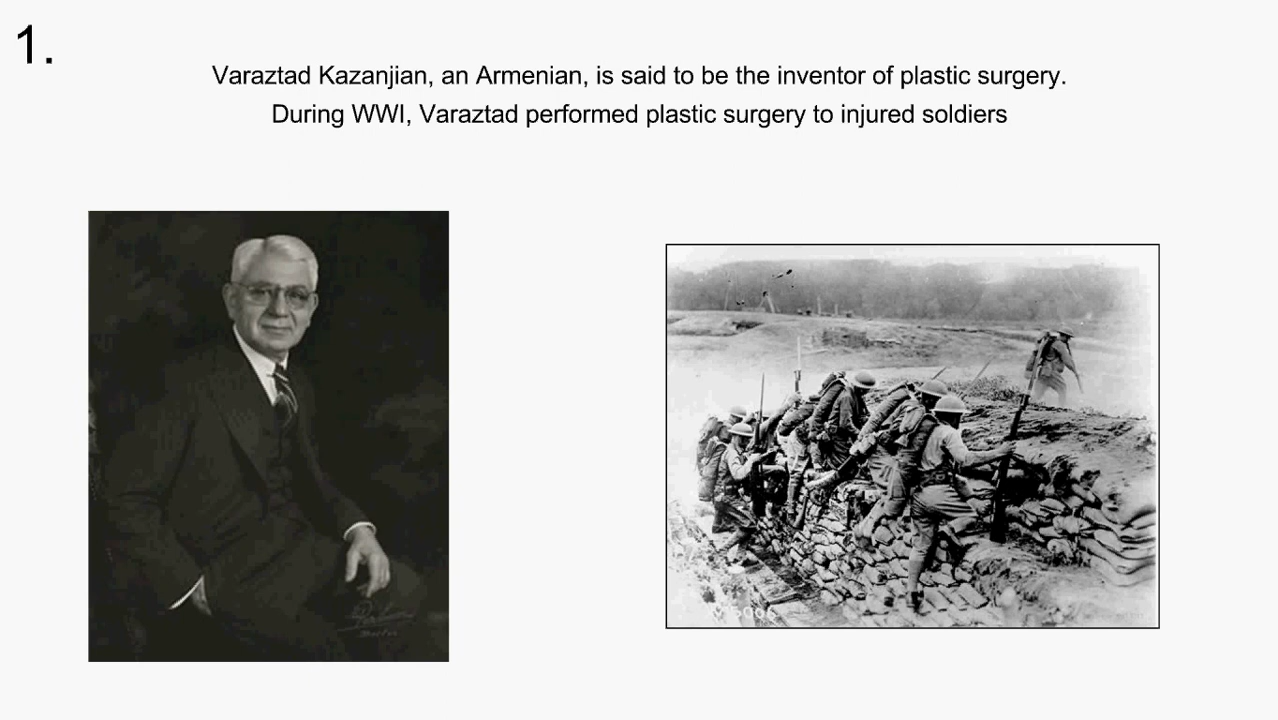 1.
Varaztad Kazanjian, an Armenian, is said to be the inventor of plastic surgery.
During WWI, Varaztad performed plastic surgery to injured soldiers